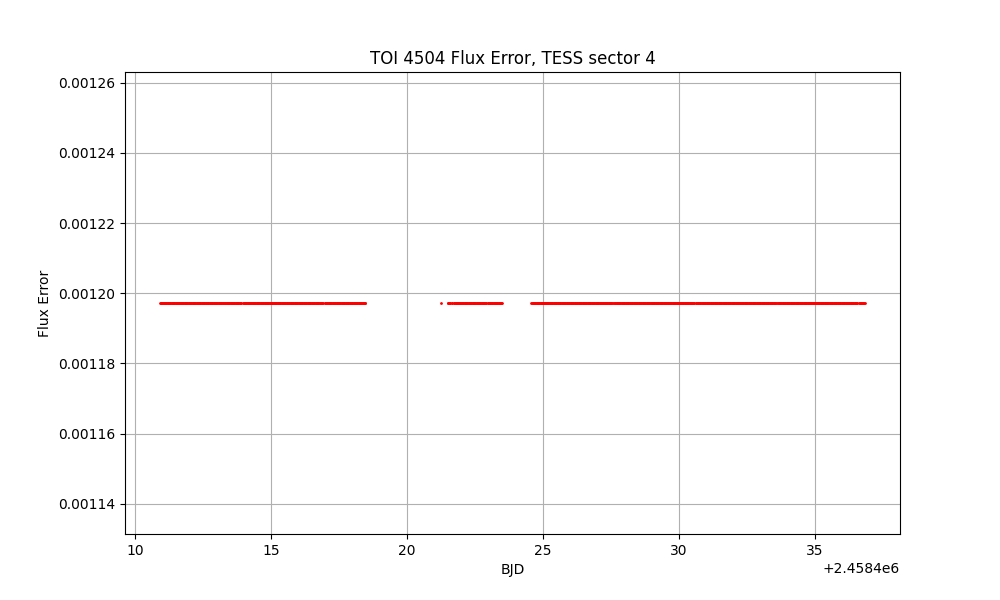 TOI 4504 Flux Error, TESS sector 4
0.00126
0.00124
0.00122
0.00120
0.00118
0.00116
0.00114
Flux Error
10 15 20 25 30 35
BJD
+2.4584e6